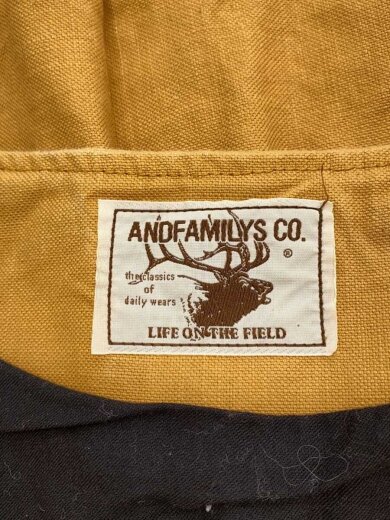 ANDFAMILYS CO.
®
the classics
of
daily wears
LIFE ON THE FIELD